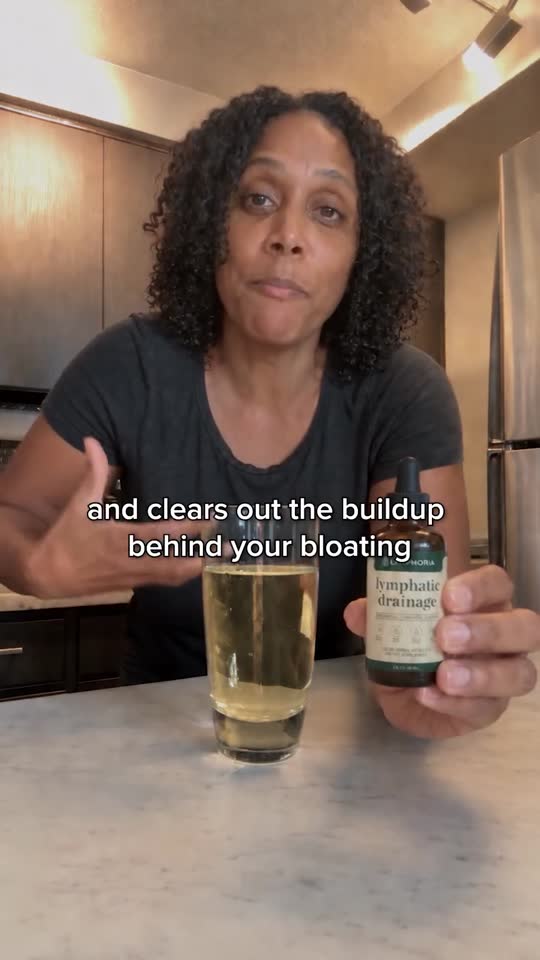 and clears out the buildup
behind your bloating
lymphatic
drainage